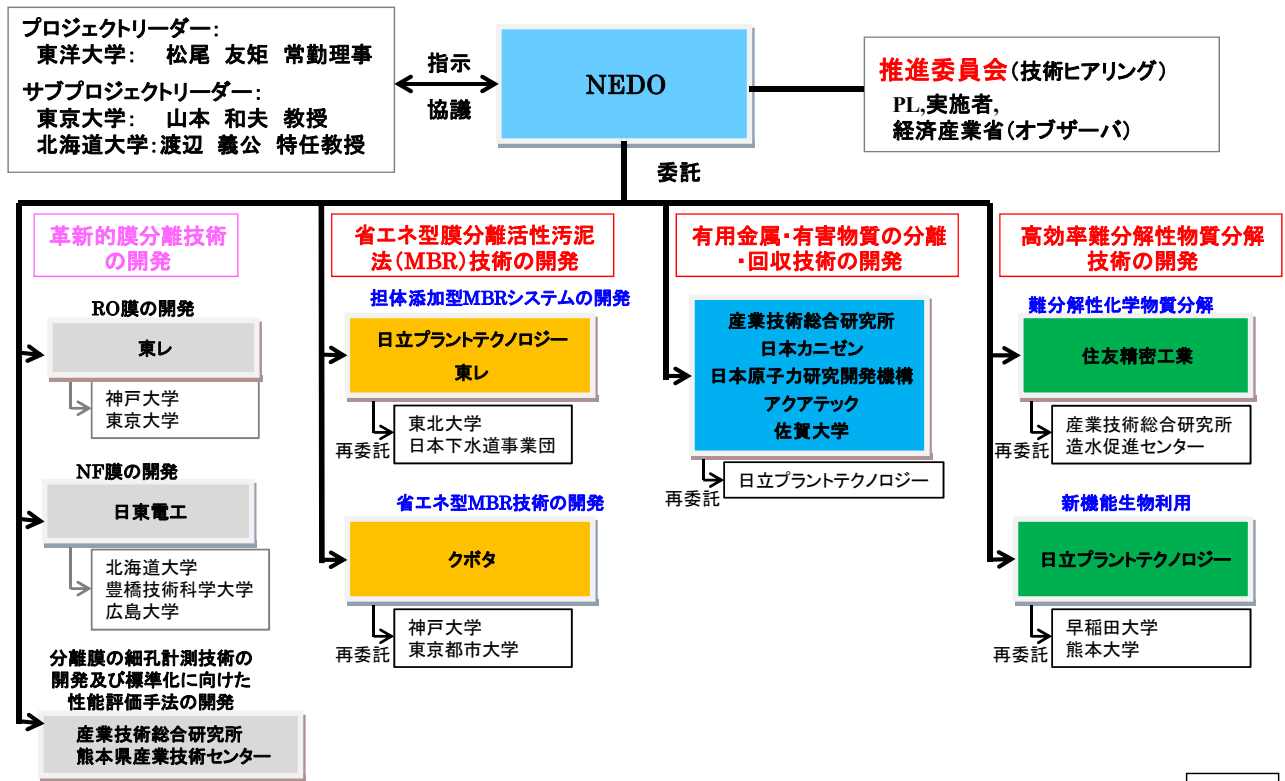 プロジェクトリーダー:
東洋大学: 松尾 友矩 常勤理事
サブプロジェクトリーダー:
東京大学: 山本 和夫 教授
北海道大学:渡辺 義公 特任教授
指示
協議
NEDO
推進委員会(技術ヒアリング)
PL,実施者,
経済産業省(オブザーバ)
委託
革新的膜分離技術
の開発
RO膜の開発
東レ
神戸大学
東京大学
NF膜の開発
日東電工
北海道大学
豊橋技術科学大学
広島大学
分離膜の細孔計測技術の
開発及び標準化に向けた
性能評価手法の開発
産業技術総合研究所
熊本県産業技術センター
省エネ型膜分離活性汚泥
法(MBR)技術の開発
担体添加型MBRシステムの開発
日立プラントテクノロジー
東レ
再委託
東北大学
日本下水道事業団
省エネ型MBR技術の開発
クボタ
再委託
神戸大学
東京都市大学
有用金属・有害物質の分離
・回収技術の開発
産業技術総合研究所
日本カニゼン
日本原子力研究開発機構
アクアテック
佐賀大学
再委託
日立プラントテクノロジー
高効率難分解性物質分解
技術の開発
難分解性化学物質分解
住友精密工業
再委託
産業技術総合研究所
造水促進センター
新機能生物利用
日立プラントテクノロジー
再委託
早稲田大学
熊本大学